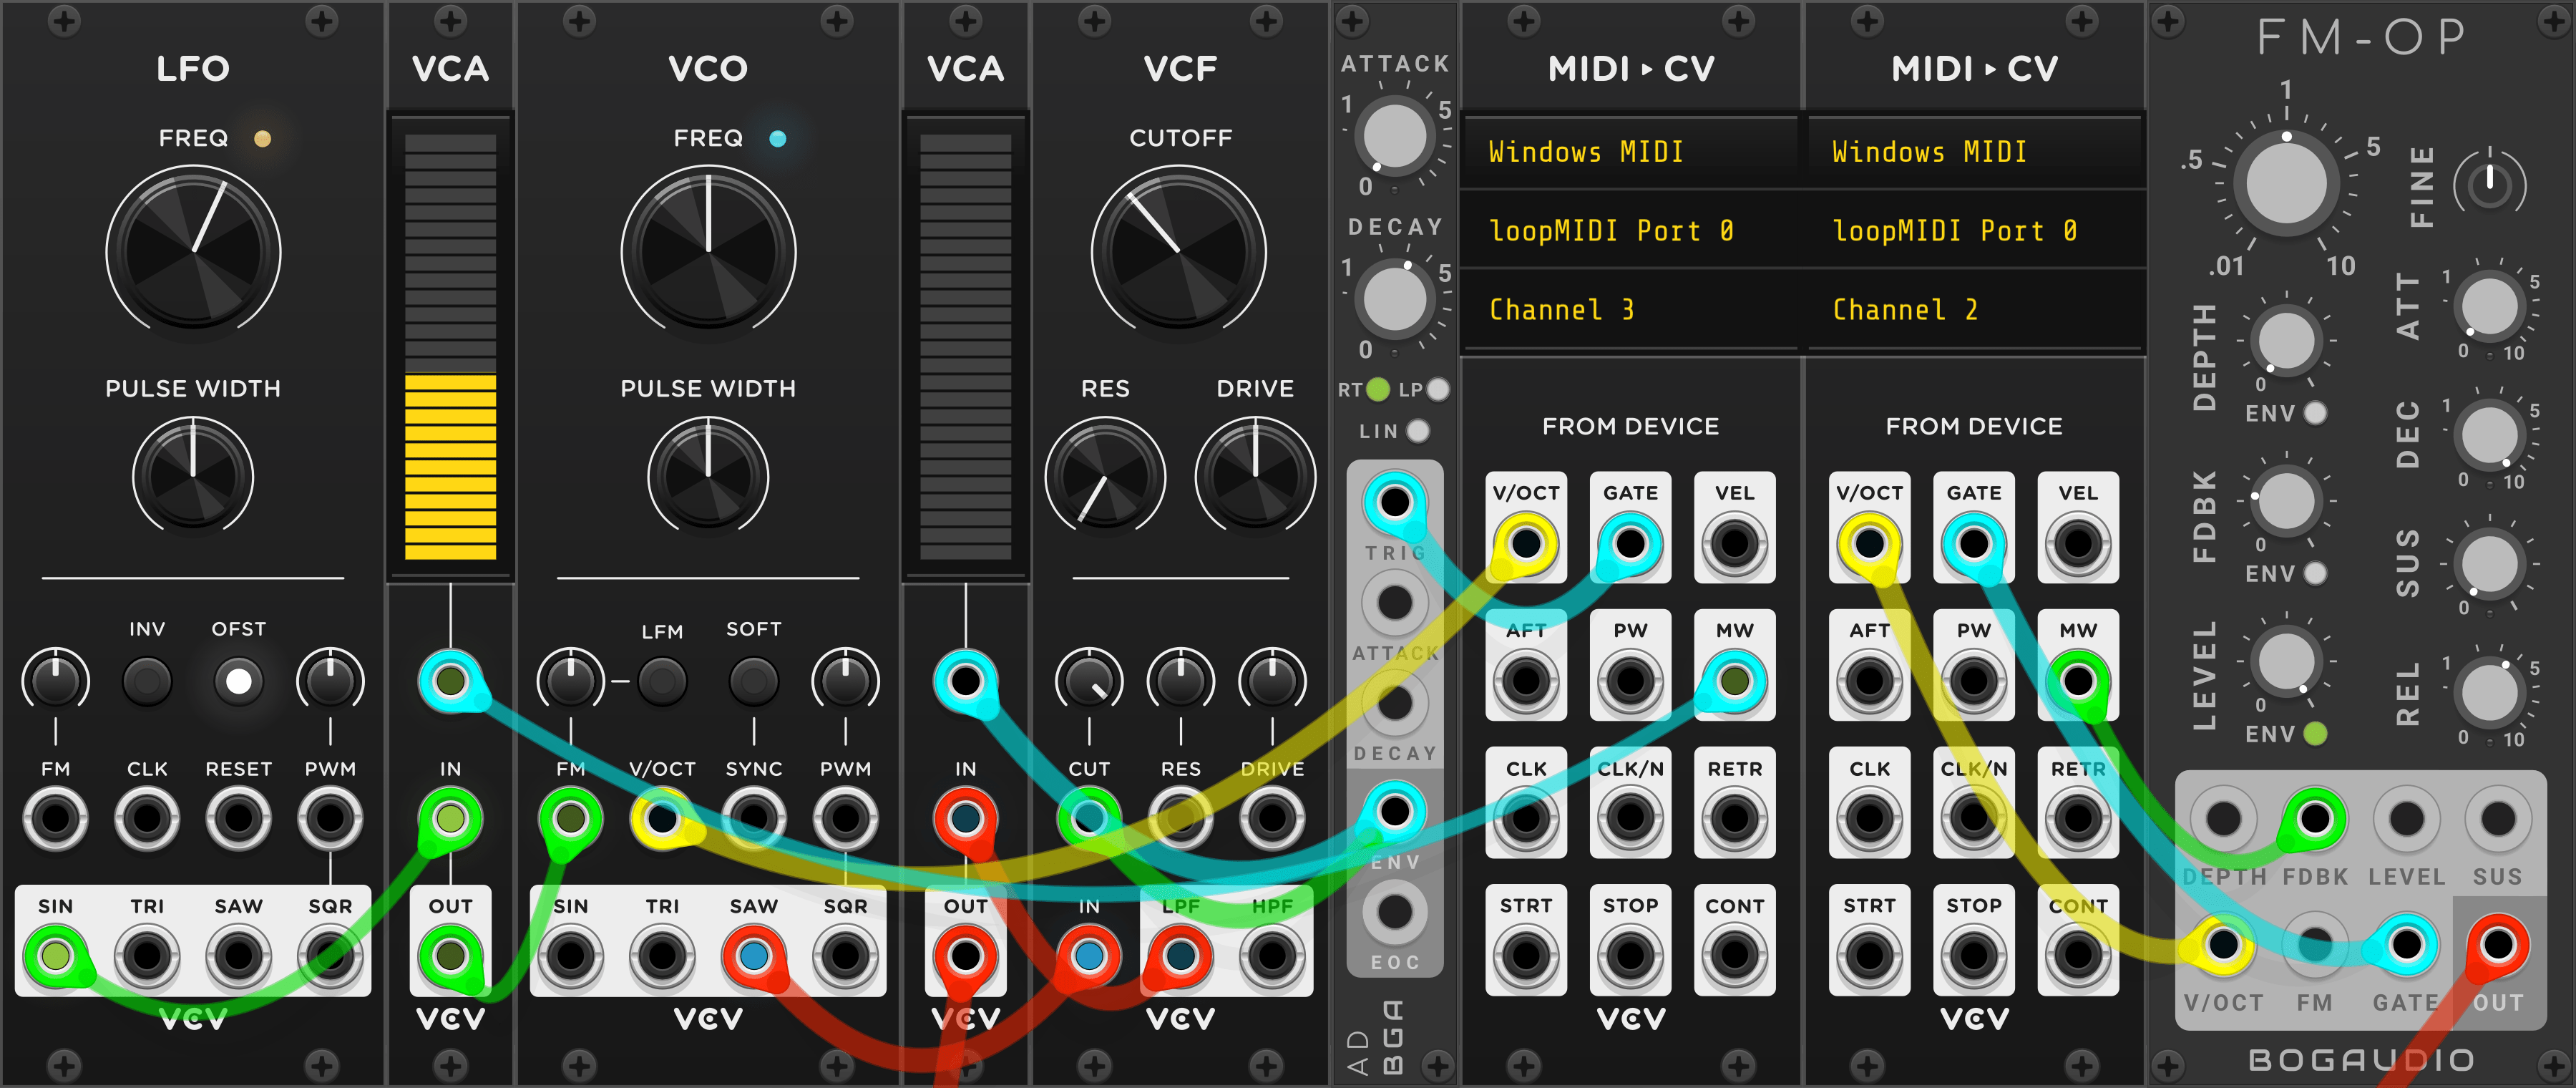 LFO
FREQ
PULSE WIDTH
INV OFST
FM CLK RESET PWM
SIN TRI SAW SQR
VCV
VCA
IN
OUT
VCV
VCO
FREQ
PULSE WIDTH
LFM SOFT
FM V/OCT SYNC PWM
SIN TRI SAW SQR
VCV
VCA
IN
OUT
VCV
VCF
CUTOFF
RES DRIVE
CUT RES DRIVE
IN LPF HPF
VCV
ATTACK
1 5
0
DECAY
1 5
0
RT LP
LIN
TRIG
ATTACK
DECAY
ENV
EOC
AD
BGA
MIDI ▸ CV
Windows MIDI
loopMIDI Port 0
Channel 3
FROM DEVICE
V/OCT GATE VEL
AFT PW MW
CLK CLK/N RETR
STRT STOP CONT
VCV
MIDI ▸ CV
Windows MIDI
loopMIDI Port 0
Channel 2
FROM DEVICE
V/OCT GATE VEL
AFT PW MW
CLK CLK/N RETR
STRT STOP CONT
VCV
FM-OP
1
.5 5
.01 10
FINE
DEPTH
0
ENV
FDBK
0
ENV
LEVEL
0
ENV
ATT
1 5
0 10
DEC
1 5
0 10
SUS
0
REL
1 5
0 10
DEPTH FDBK LEVEL SUS
V/OCT FM GATE OUT
BOGAUDIO